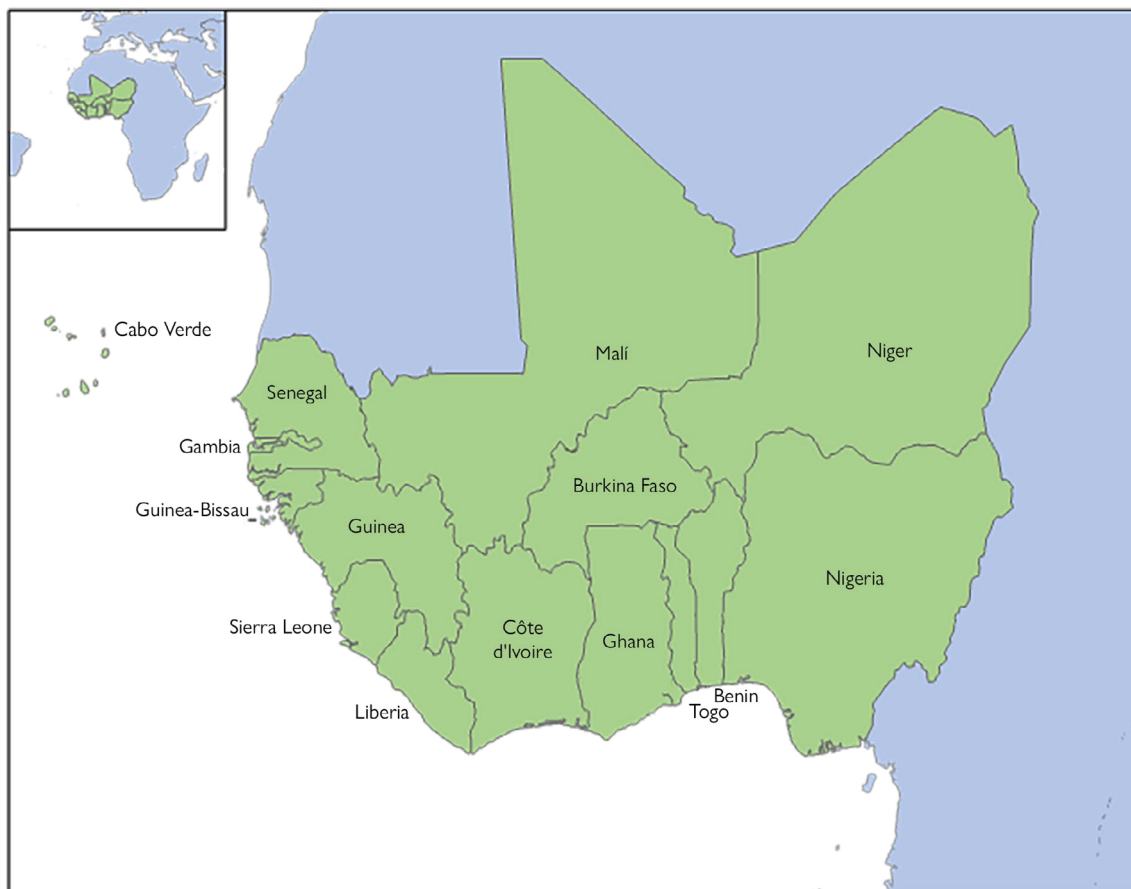 Cabo Verde
Malí
Niger
Senegal
Gambia
Burkina Faso
Guinea-Bissau
Guinea
Nigeria
Sierra Leone
Côte
d'Ivoire
Ghana
Benin
Liberia
Togo